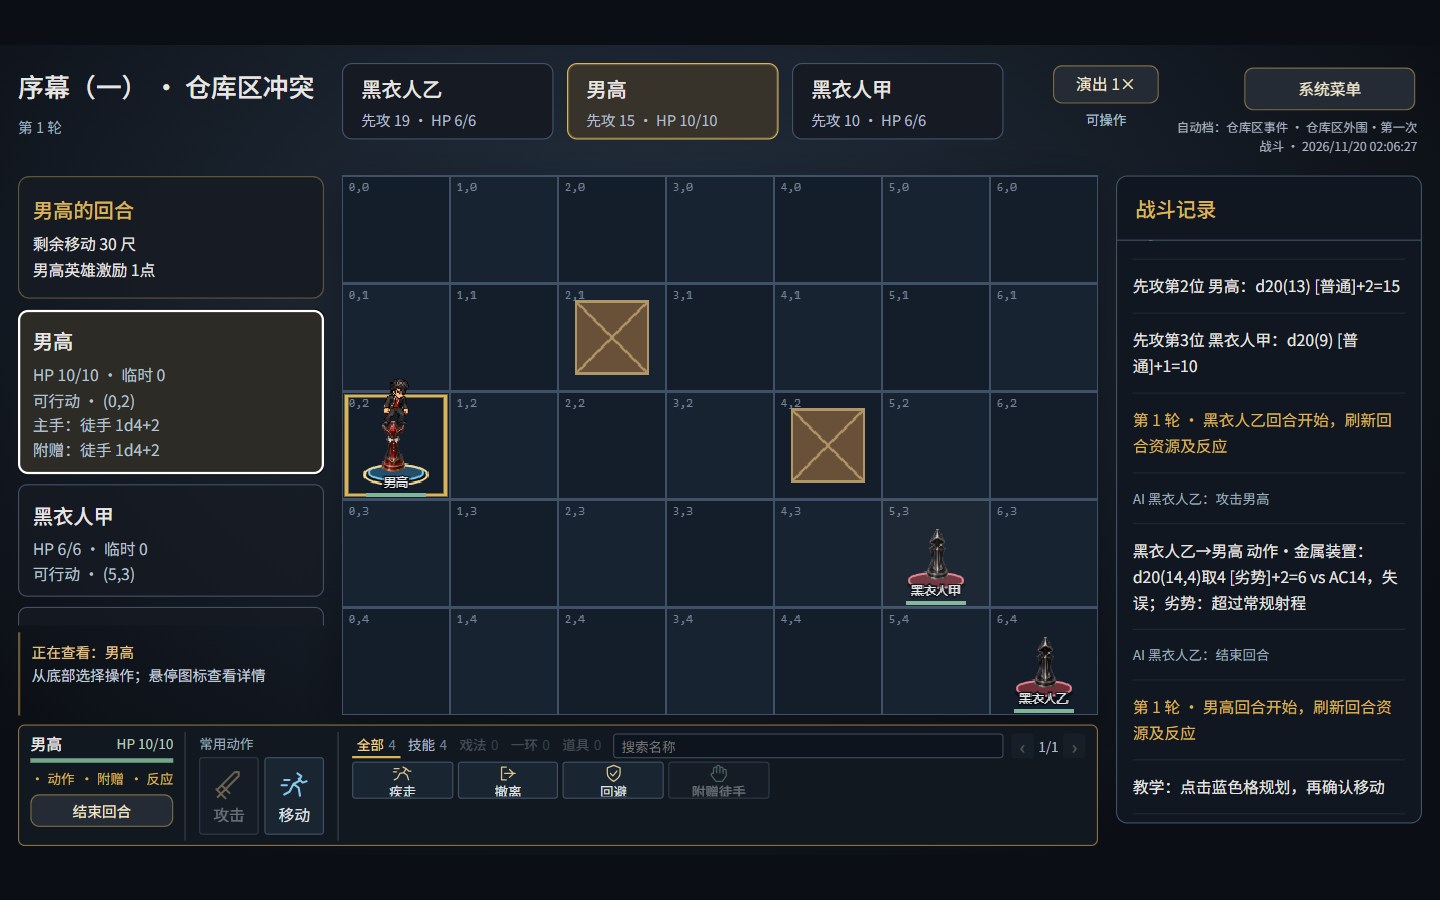 序幕（一） · 仓库区冲突
第 1 轮
黑衣人乙
先攻 19 · HP 6/6
男高
先攻 15 · HP 10/10
黑衣人甲
先攻 10 · HP 6/6
演出 1×
可操作
系统菜单
自动档：仓库区事件 · 仓库区外围 · 第一次
战斗 · 2026/11/20 02:06:27
男高的回合
剩余移动 30 尺
男高英雄激励 1点
男高
HP 10/10 · 临时 0
可行动 · (0,2)
主手：徒手 1d4+2
附赠：徒手 1d4+2
黑衣人甲
HP 6/6 · 临时 0
可行动 · (5,3)
正在查看：男高
从底部选择操作；悬停图标查看详情
0,0
1,0
2,0
3,0
4,0
5,0
6,0
0,1
1,1
2,1
3,1
4,1
5,1
6,1
0,2
1,2
2,2
3,2
4,2
5,2
6,2
男高
0,3
1,3
2,3
3,3
4,3
5,3
6,3
黑衣人甲
0,4
1,4
2,4
3,4
4,4
5,4
6,4
黑衣人乙
战斗记录
先攻第2位 男高：d20(13) [普通]+2=15
先攻第3位 黑衣人甲：d20(9) [普
通]+1=10
第 1 轮 · 黑衣人乙回合开始，刷新回
合资源及反应
AI 黑衣人乙：攻击男高
黑衣人乙→男高 动作·金属装置：
d20(14,4)取4 [劣势]+2=6 vs AC14，失
误；劣势：超过常规射程
AI 黑衣人乙：结束回合
第 1 轮 · 男高回合开始，刷新回合资
源及反应
教学：点击蓝色格规划，再确认移动
男高
HP 10/10
· 动作 · 附赠 · 反应
结束回合
常用动作
攻击
移动
全部 4 技能 4 戏法 0 一环 0 道具 0
搜索名称
‹ 1/1 ›
疾走
撤离
回避
附赠徒手